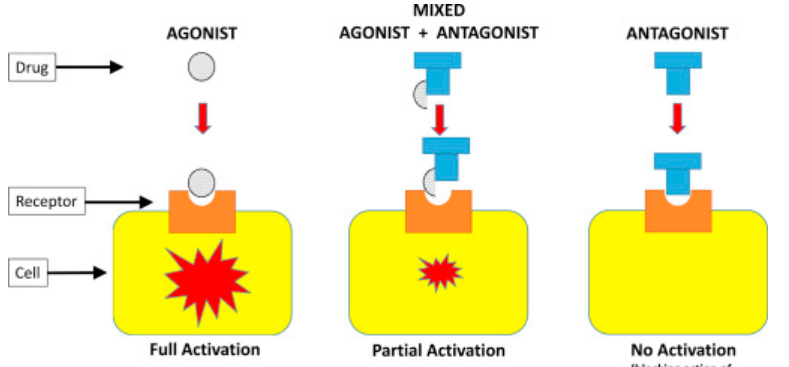 MIXED
AGONIST
AGONIST + ANTAGONIST
ANTAGONIST
Drug
Receptor
Cell
Full Activation
Partial Activation
No Activation